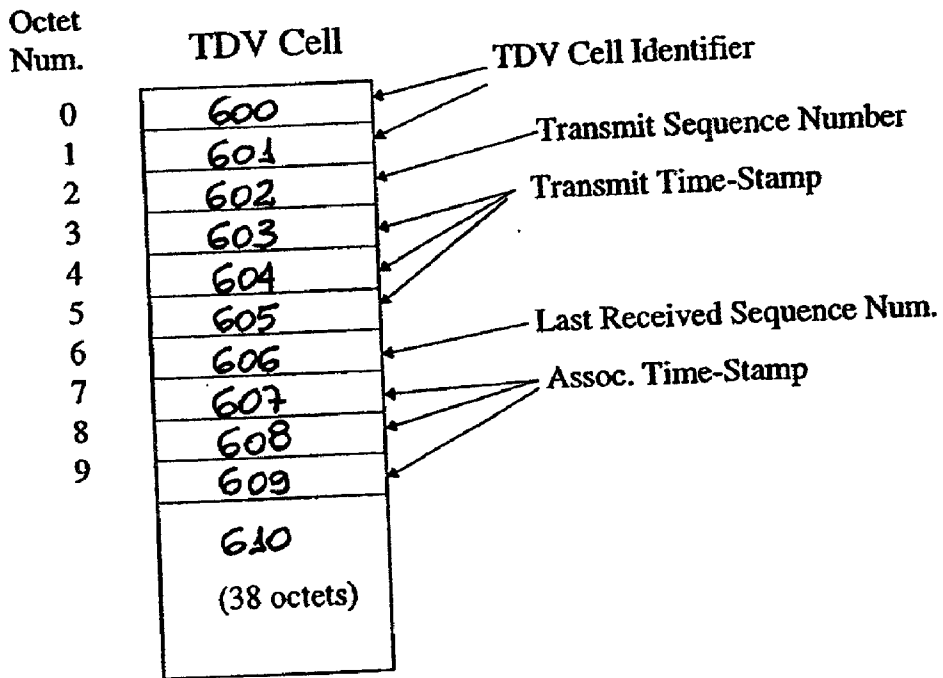 Octet
Num.
TDV Cell
TDV Cell Identifier
0 600
1 601
Transmit Sequence Number
2 602
Transmit Time-Stamp
3 603
4 604
5 605
Last Received Sequence Num.
6 606
7 607
Assoc. Time-Stamp
8 608
9 609
610
(38 octets)